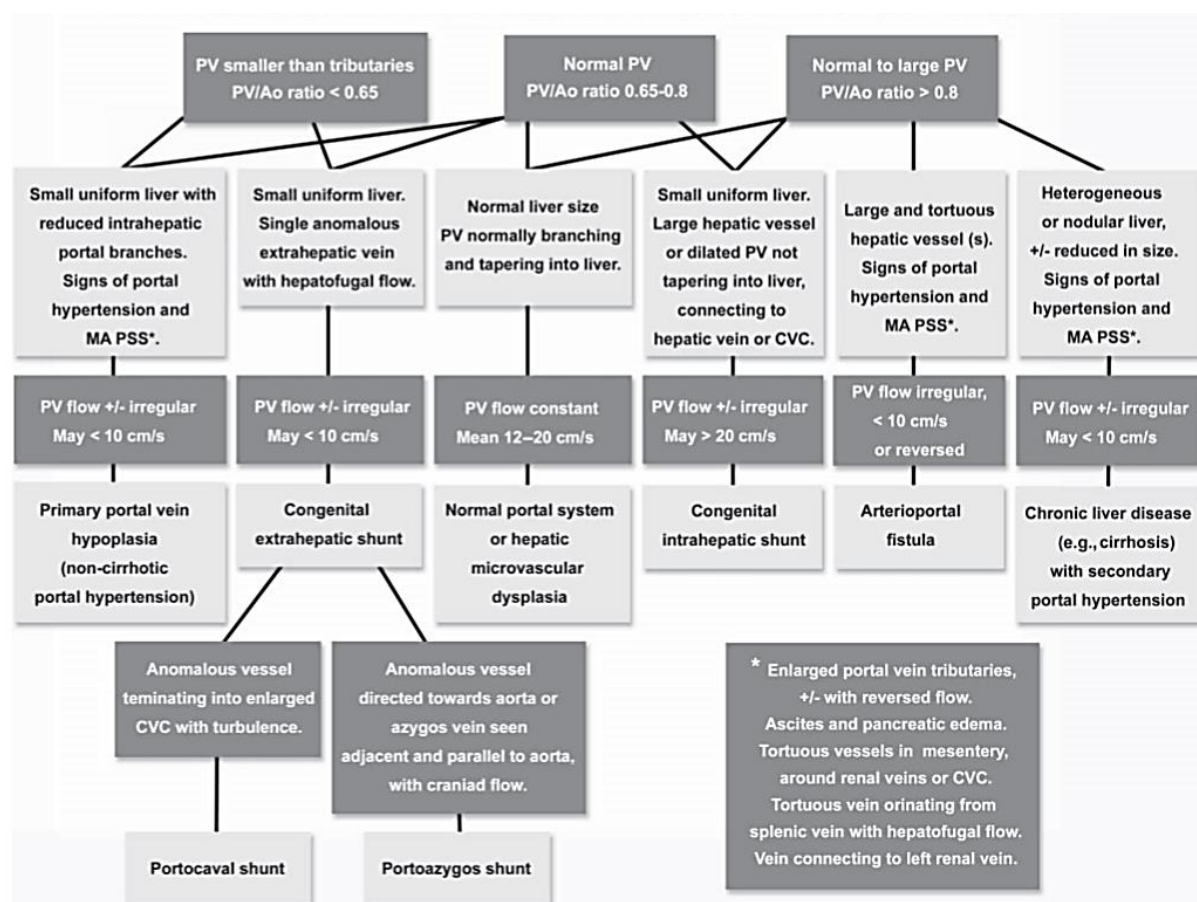 PV smaller than tributaries
PV/Ao ratio < 0.65
Normal PV
PV/Ao ratio 0.65-0.8
Normal to large PV
PV/Ao ratio > 0.8
Small uniform liver with
reduced intrahepatic
portal branches.
Signs of portal
hypertension and
MA PSS*.
Small uniform liver.
Single anomalous
extrahepatic vein
with hepatofugal flow.
Normal liver size
PV normally branching
and tapering into liver.
Small uniform liver.
Large hepatic vessel
or dilated PV not
tapering into liver,
connecting to
hepatic vein or CVC.
Large and tortuous
hepatic vessel (s).
Signs of portal
hypertension and
MA PSS*.
Heterogeneous
or nodular liver,
+/- reduced in size.
Signs of portal
hypertension and
MA PSS*.
PV flow +/- irregular
May < 10 cm/s
PV flow +/- irregular
May < 10 cm/s
PV flow constant
Mean 12–20 cm/s
PV flow +/- irregular
May > 20 cm/s
PV flow irregular,
< 10 cm/s
or reversed
PV flow +/- irregular
May < 10 cm/s
Primary portal vein
hypoplasia
(non-cirrhotic
portal hypertension)
Congenital
extrahepatic shunt
Normal portal system
or hepatic
microvascular
dysplasia
Congenital
intrahepatic shunt
Arterioportal
fistula
Chronic liver disease
(e.g., cirrhosis)
with secondary
portal hypertension
Anomalous vessel
teminating into enlarged
CVC with turbulence.
Anomalous vessel
directed towards aorta or
azygos vein seen
adjacent and parallel to aorta,
with craniad flow.
* Enlarged portal vein tributaries,
+/- with reversed flow.
Ascites and pancreatic edema.
Tortuous vessels in mesentery,
around renal veins or CVC.
Tortuous vein orinating from
splenic vein with hepatofugal flow.
Vein connecting to left renal vein.
Portocaval shunt
Portoazygos shunt